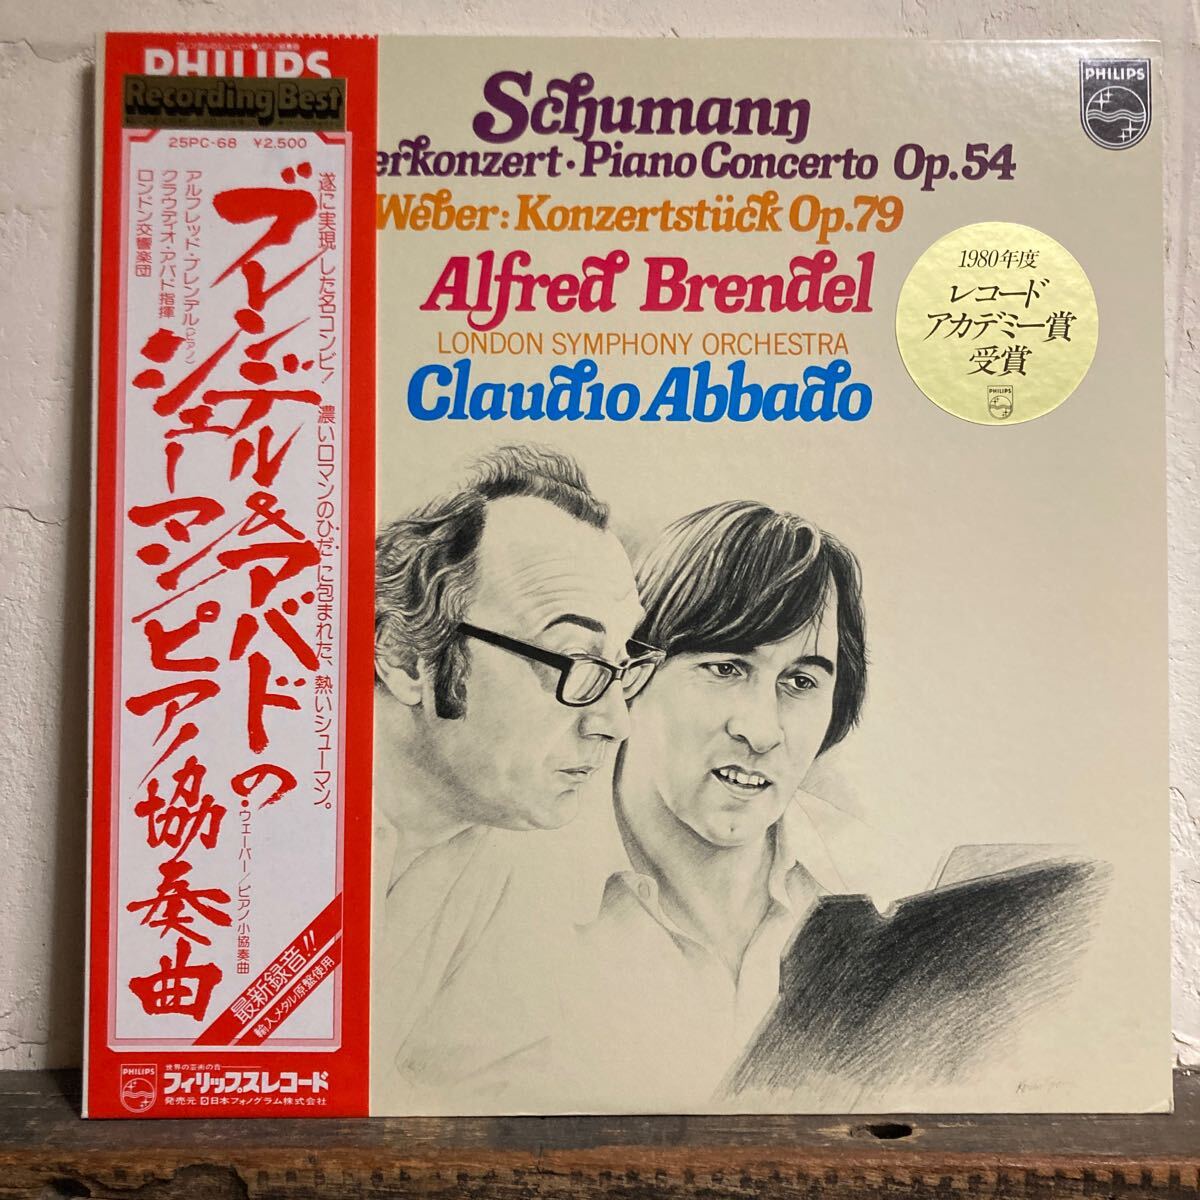 PHILIPS
Recording Best
25PC-68 ¥2,500
遂に実現した名コンビ! 濃いロマンのひだに包まれた、熱いシューマン。
ブレンデル&アバドの
シューマン ピアノ協奏曲
・ウェーバー/ピアノ小協奏曲
アルフレッド・ブレンデル(ピアノ)
クラウディオ・アバド指揮
ロンドン交響楽団
最新録音!!
輸入メタル原盤使用
PHILIPS
世界の芸術の音
フィリップスレコード
発売元 日本フォノグラム株式会社
Schumann
erkonzert · Piano Concerto Op.54
Weber: Konzertstück Op.79
Alfred Brendel
LONDON SYMPHONY ORCHESTRA
Claudio Abbado
PHILIPS
1980年度
レコード
アカデミー賞
受賞
PHILIPS